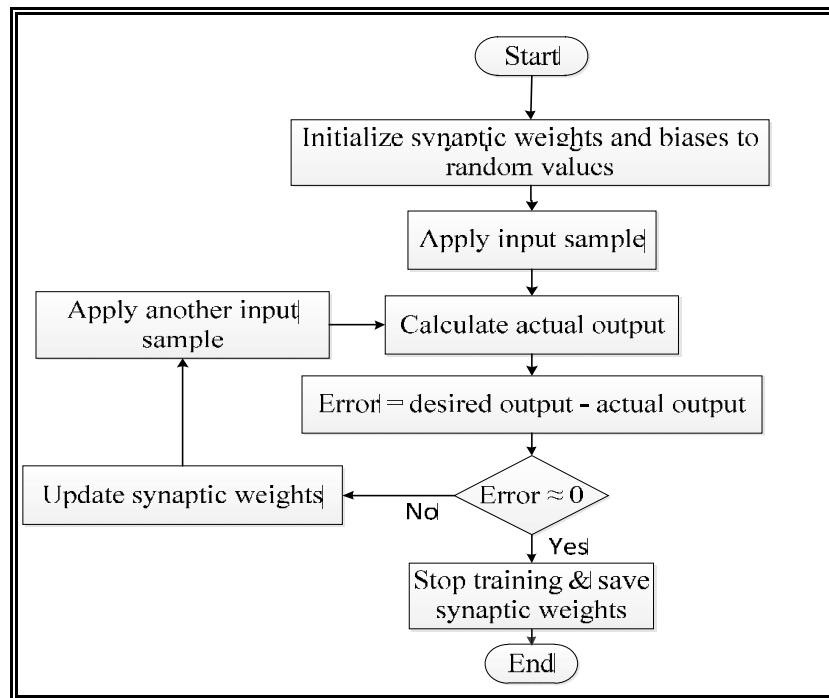 Start
Initialize synaptic weights and biases to
random values
Apply input sample
Apply another input
sample
Calculate actual output
Error = desired output - actual output
Update synaptic weights
Error ≈ 0
No
Yes
Stop training & save
synaptic weights
End